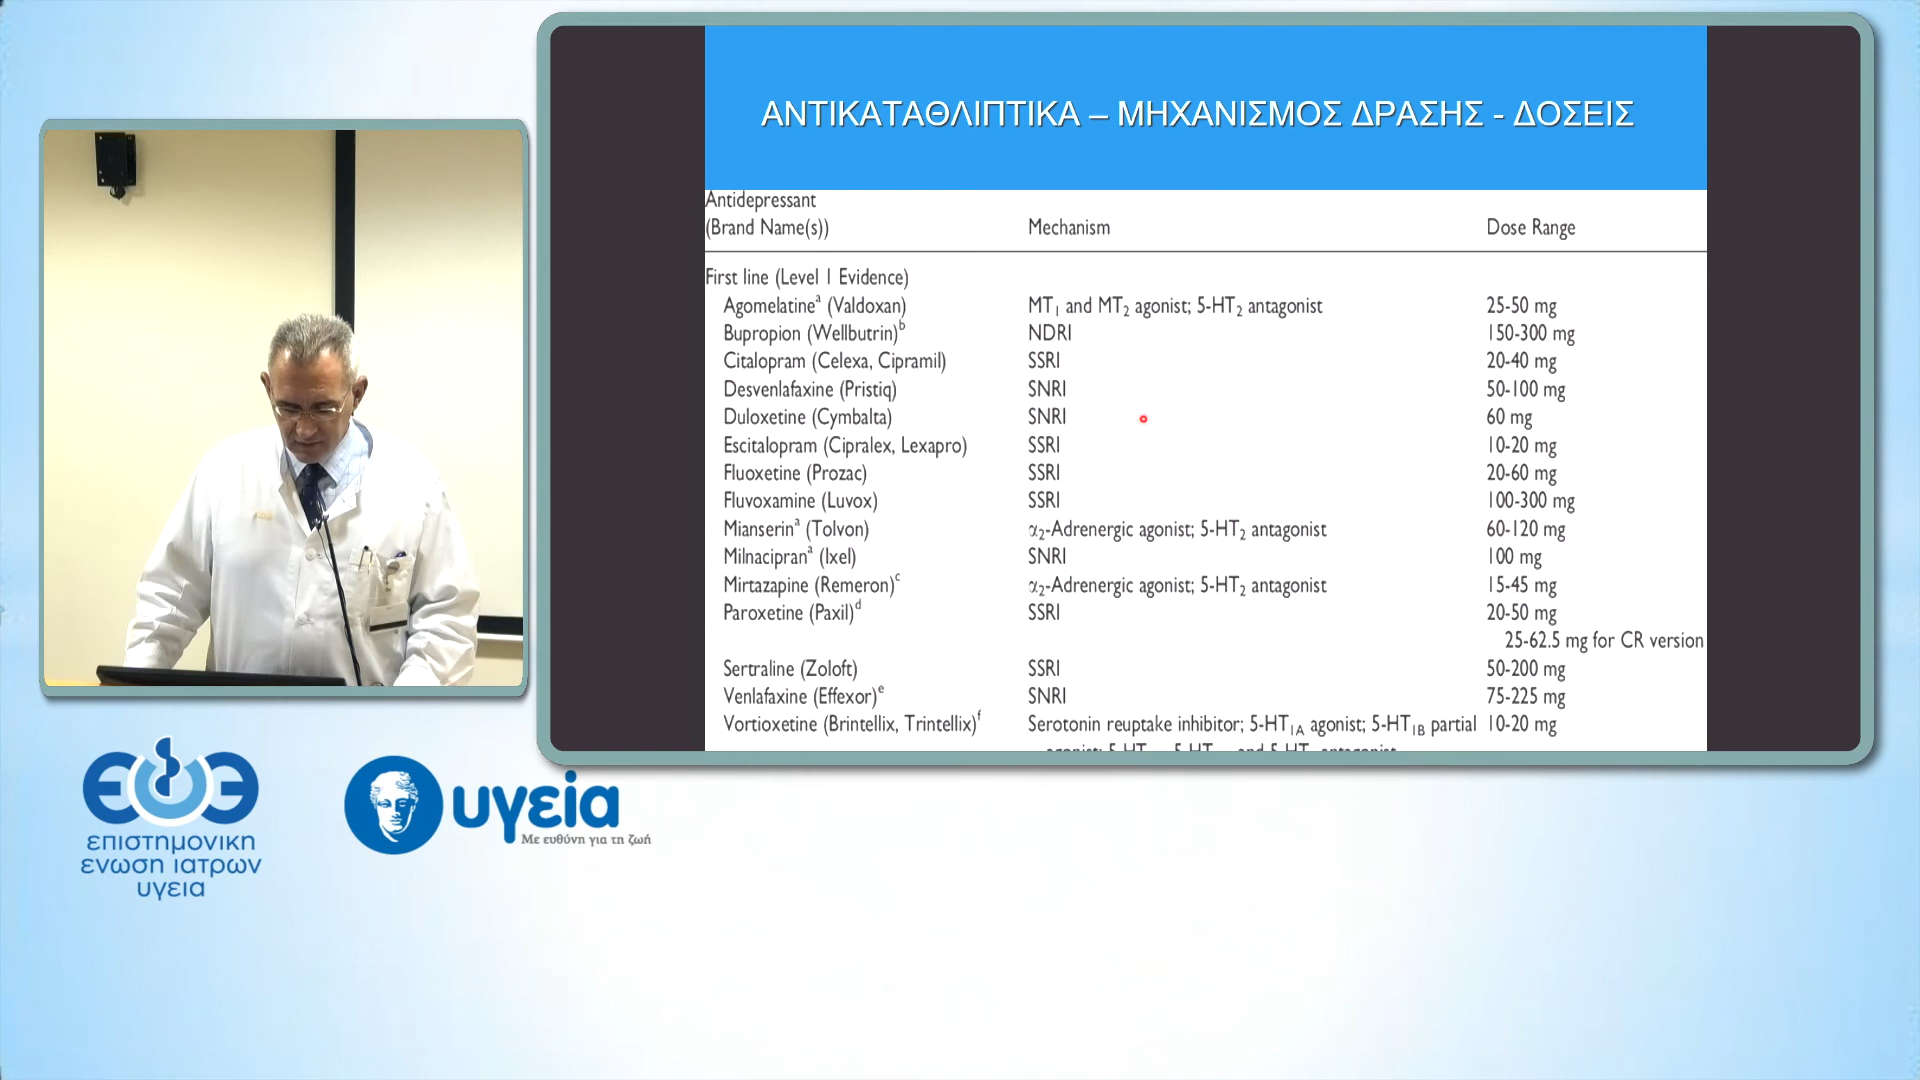 ΑΝΤΙΚΑΤΑΘΛΙΠΤΙΚΑ – ΜΗΧΑΝΙΣΜΟΣ ΔΡΑΣΗΣ - ΔΟΣΕΙΣ
Antidepressant
(Brand Name(s)) Mechanism Dose Range
First line (Level 1 Evidence)
Agomelatineᵃ (Valdoxan) MT₁ and MT₂ agonist; 5-HT₂ antagonist 25-50 mg
Bupropion (Wellbutrin)ᵇ NDRI 150-300 mg
Citalopram (Celexa, Cipramil) SSRI 20-40 mg
Desvenlafaxine (Pristiq) SNRI 50-100 mg
Duloxetine (Cymbalta) SNRI 60 mg
Escitalopram (Cipralex, Lexapro) SSRI 10-20 mg
Fluoxetine (Prozac) SSRI 20-60 mg
Fluvoxamine (Luvox) SSRI 100-300 mg
Mianserinᵃ (Tolvon) α₂-Adrenergic agonist; 5-HT₂ antagonist 60-120 mg
Milnacipranᵃ (Ixel) SNRI 100 mg
Mirtazapine (Remeron)ᶜ α₂-Adrenergic agonist; 5-HT₂ antagonist 15-45 mg
Paroxetine (Paxil)ᵈ SSRI 20-50 mg
25-62.5 mg for CR version
Sertraline (Zoloft) SSRI 50-200 mg
Venlafaxine (Effexor)ᵉ SNRI 75-225 mg
Vortioxetine (Brintellix, Trintellix)ᶠ Serotonin reuptake inhibitor; 5-HT1A agonist; 5-HT1B partial 10-20 mg
επιστημονικη
ενωση ιατρων
υγεια
υγεία
Με ευθύνη για τη ζωή